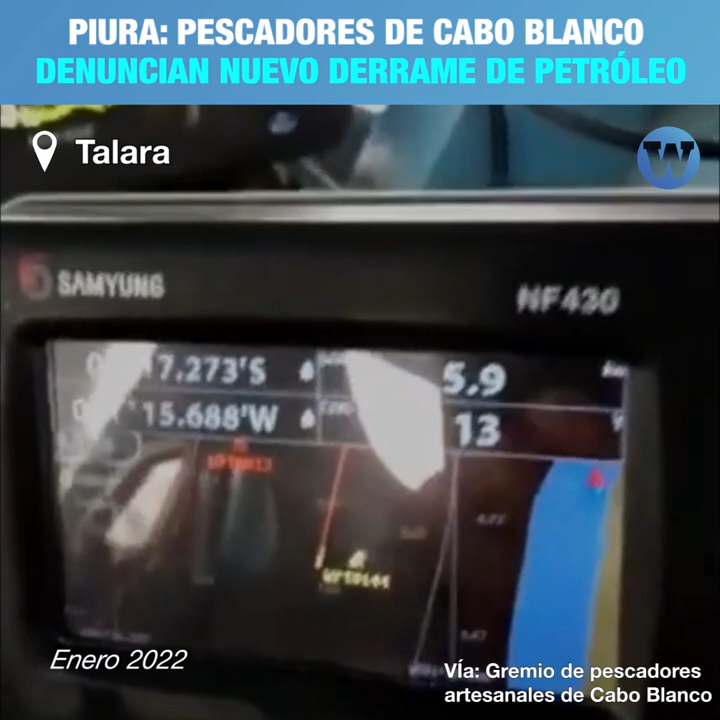 PIURA: PESCADORES DE CABO BLANCO
DENUNCIAN NUEVO DERRAME DE PETRÓLEO
Talara
W
SAMYUNG
NF430
7.273'S
5.9
15.688'W
13
Enero 2022
Vía: Gremio de pescadores
artesanales de Cabo Blanco